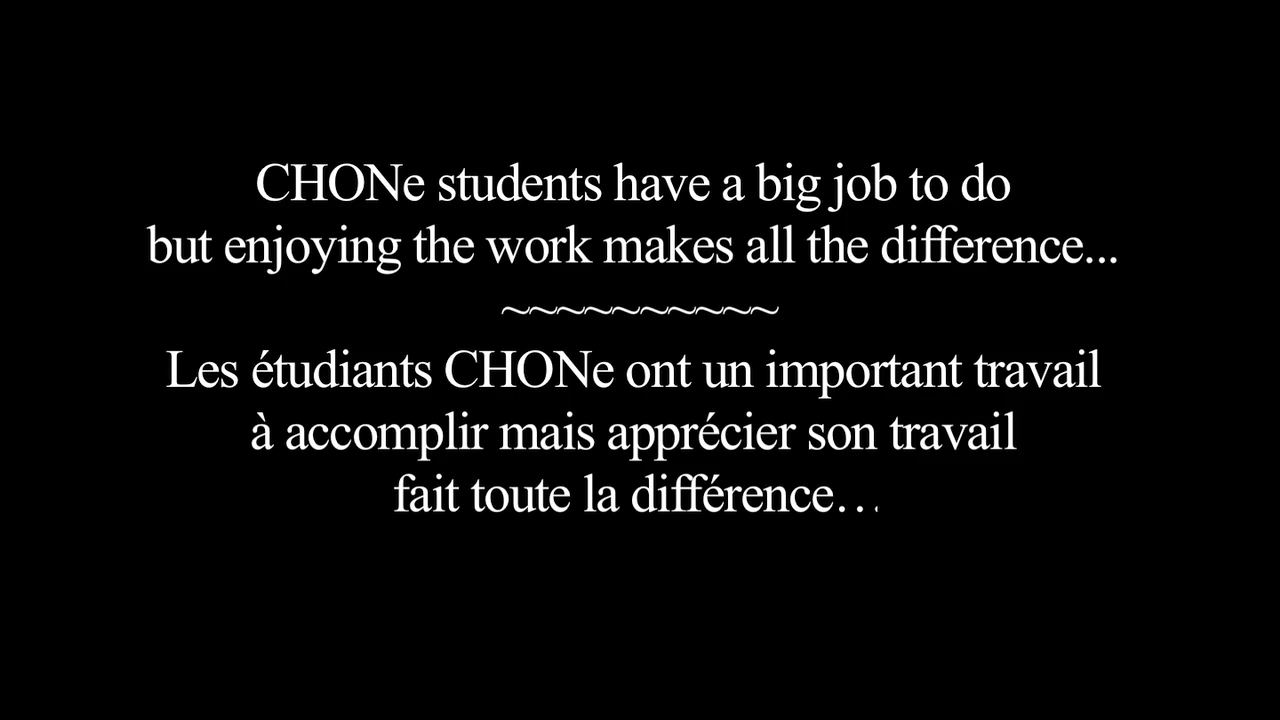 CHONe students have a big job to do
but enjoying the work makes all the difference...
~~~~~~~~~~
Les étudiants CHONe ont un important travail
à accomplir mais apprécier son travail
fait toute la différence…